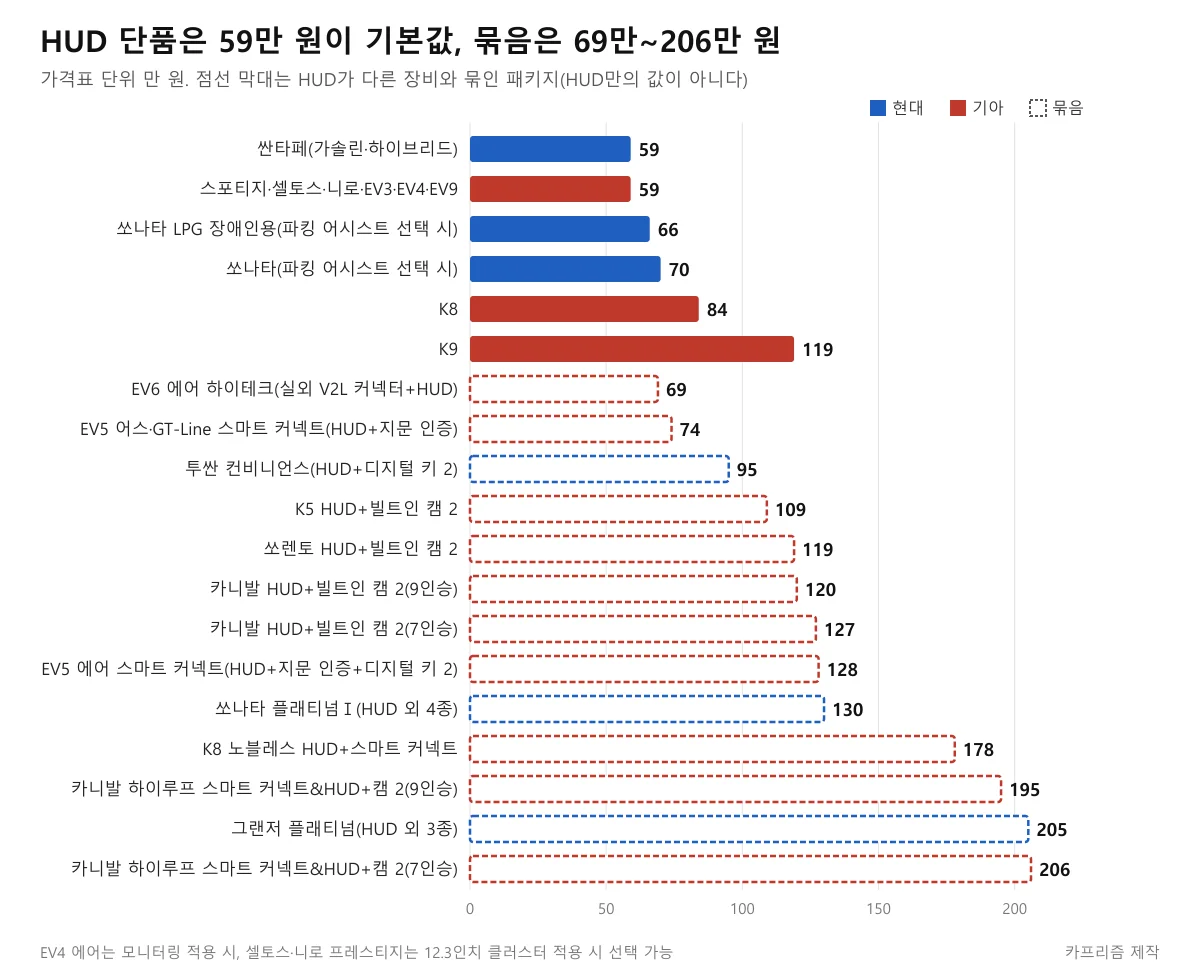 HUD 단품은 59만 원이 기본값, 묶음은 69만~206만 원
가격표 단위 만 원. 점선 막대는 HUD가 다른 장비와 묶인 패키지(HUD만의 값이 아니다)
현대 기아 묶음
싼타페(가솔린·하이브리드) 59
스포티지·셀토스·니로·EV3·EV4·EV9 59
쏘나타 LPG 장애인용(파킹 어시스트 선택 시) 66
쏘나타(파킹 어시스트 선택 시) 70
K8 84
K9 119
EV6 에어 하이테크(실외 V2L 커넥터+HUD) 69
EV5 어스·GT-Line 스마트 커넥트(HUD+지문 인증) 74
투싼 컨비니언스(HUD+디지털 키 2) 95
K5 HUD+빌트인 캠 2 109
쏘렌토 HUD+빌트인 캠 2 119
카니발 HUD+빌트인 캠 2(9인승) 120
카니발 HUD+빌트인 캠 2(7인승) 127
EV5 에어 스마트 커넥트(HUD+지문 인증+디지털 키 2) 128
쏘나타 플래티넘 I (HUD 외 4종) 130
K8 노블레스 HUD+스마트 커넥트 178
카니발 하이루프 스마트 커넥트&HUD+캠 2(9인승) 195
그랜저 플래티넘(HUD 외 3종) 205
카니발 하이루프 스마트 커넥트&HUD+캠 2(7인승) 206
0 50 100 150 200
EV4 에어는 모니터링 적용 시, 셀토스·니로 프레스티지는 12.3인치 클러스터 적용 시 선택 가능
카프리즘 제작